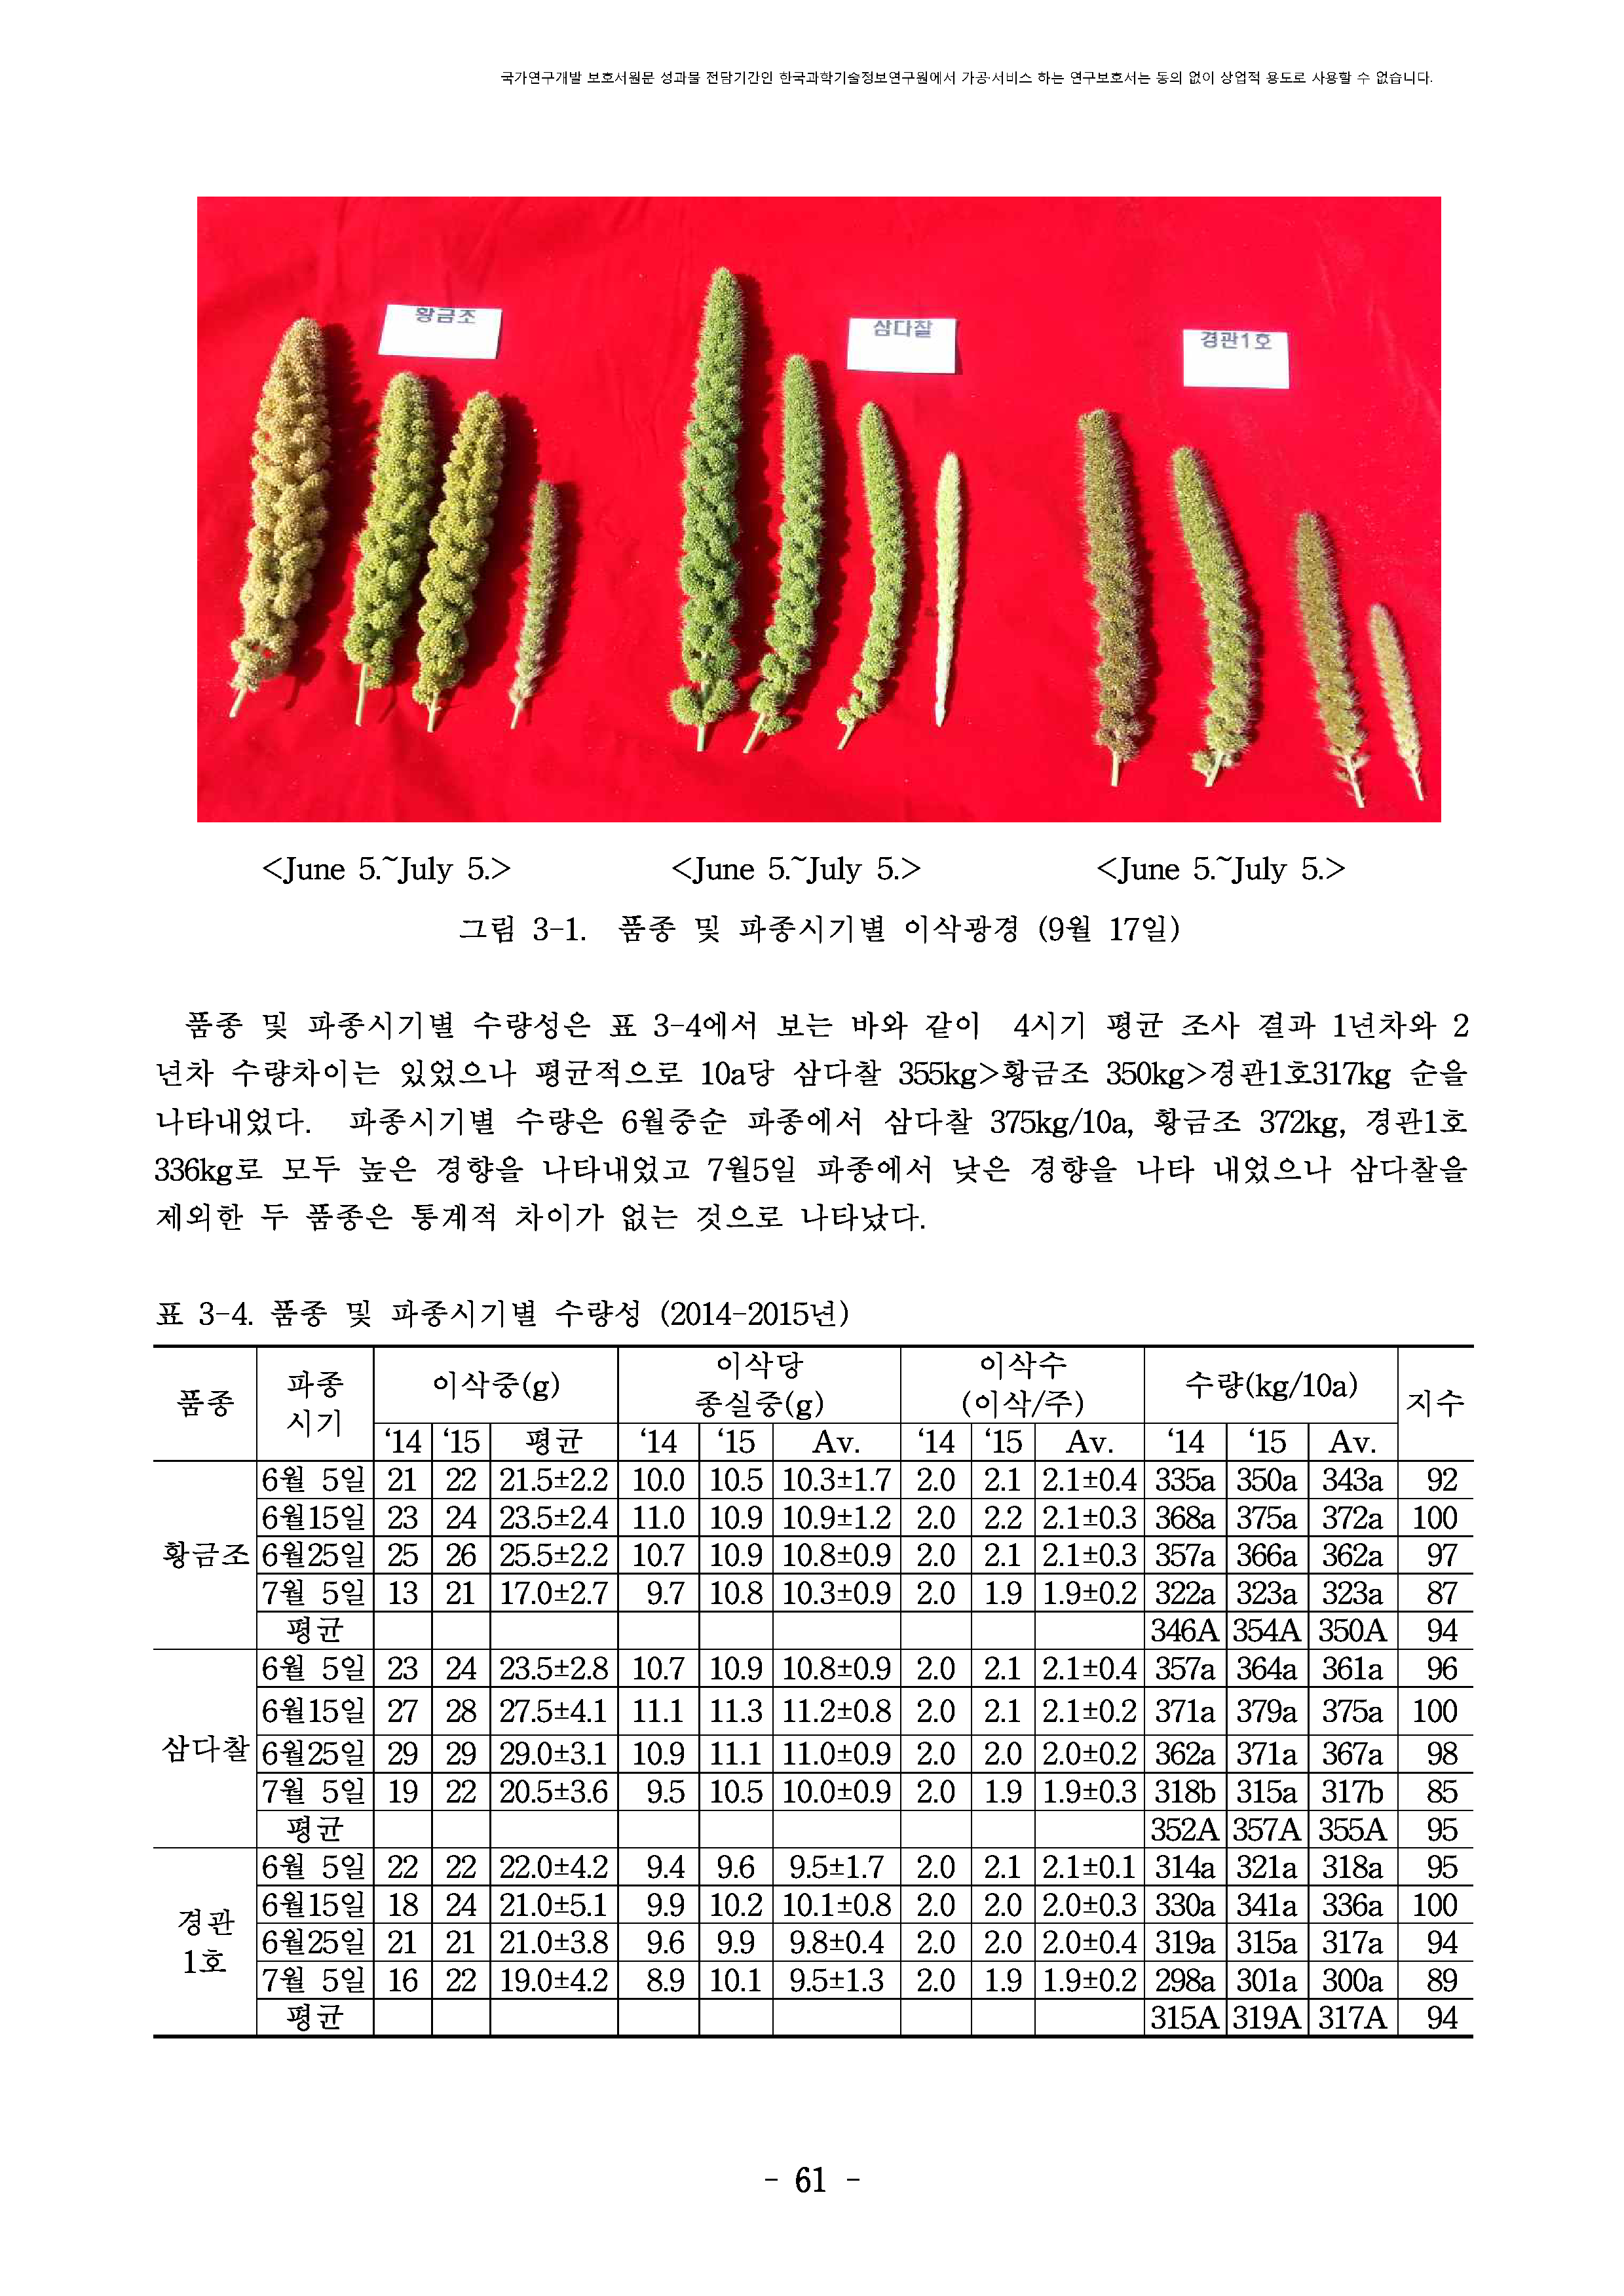 국가연구개발 보호서원문 성과물 전담기간인 한국과학기술정보연구원에서 가공·서비스 하는 연구보호서는 동의 없이 상업적 용도로 사용할 수 없습니다.
황금조
삼다찰
경관1호
<June 5.~July 5.> <June 5.~July 5.> <June 5.~July 5.>
그림 3-1. 품종 및 파종시기별 이삭광경 (9월 17일)
품종 및 파종시기별 수량성은 표 3-4에서 보는 바와 같이 4시기 평균 조사 결과 1년차와 2
년차 수량차이는 있었으나 평균적으로 10a당 삼다찰 355kg>황금조 350kg>경관1호317kg 순을
나타내었다. 파종시기별 수량은 6월중순 파종에서 삼다찰 375kg/10a, 황금조 372kg, 경관1호
336kg로 모두 높은 경향을 나타내었고 7월5일 파종에서 낮은 경향을 나타 내었으나 삼다찰을
제외한 두 품종은 통계적 차이가 없는 것으로 나타났다.
표 3-4. 품종 및 파종시기별 수량성 (2014-2015년)
품종 파종시기 이삭중(g) 이삭당 종실중(g) 이삭수 (이삭/주) 수량(kg/10a) 지수
‘14 ‘15 평균 ‘14 ‘15 Av. ‘14 ‘15 Av. ‘14 ‘15 Av.
황금조 6월 5일 21 22 21.5±2.2 10.0 10.5 10.3±1.7 2.0 2.1 2.1±0.4 335a 350a 343a 92
6월15일 23 24 23.5±2.4 11.0 10.9 10.9±1.2 2.0 2.2 2.1±0.3 368a 375a 372a 100
6월25일 25 26 25.5±2.2 10.7 10.9 10.8±0.9 2.0 2.1 2.1±0.3 357a 366a 362a 97
7월 5일 13 21 17.0±2.7 9.7 10.8 10.3±0.9 2.0 1.9 1.9±0.2 322a 323a 323a 87
평균 346A 354A 350A 94
삼다찰 6월 5일 23 24 23.5±2.8 10.7 10.9 10.8±0.9 2.0 2.1 2.1±0.4 357a 364a 361a 96
6월15일 27 28 27.5±4.1 11.1 11.3 11.2±0.8 2.0 2.1 2.1±0.2 371a 379a 375a 100
6월25일 29 29 29.0±3.1 10.9 11.1 11.0±0.9 2.0 2.0 2.0±0.2 362a 371a 367a 98
7월 5일 19 22 20.5±3.6 9.5 10.5 10.0±0.9 2.0 1.9 1.9±0.3 318b 315a 317b 85
평균 352A 357A 355A 95
경관1호 6월 5일 22 22 22.0±4.2 9.4 9.6 9.5±1.7 2.0 2.1 2.1±0.1 314a 321a 318a 95
6월15일 18 24 21.0±5.1 9.9 10.2 10.1±0.8 2.0 2.0 2.0±0.3 330a 341a 336a 100
6월25일 21 21 21.0±3.8 9.6 9.9 9.8±0.4 2.0 2.0 2.0±0.4 319a 315a 317a 94
7월 5일 16 22 19.0±4.2 8.9 10.1 9.5±1.3 2.0 1.9 1.9±0.2 298a 301a 300a 89
평균 315A 319A 317A 94
- 61 -